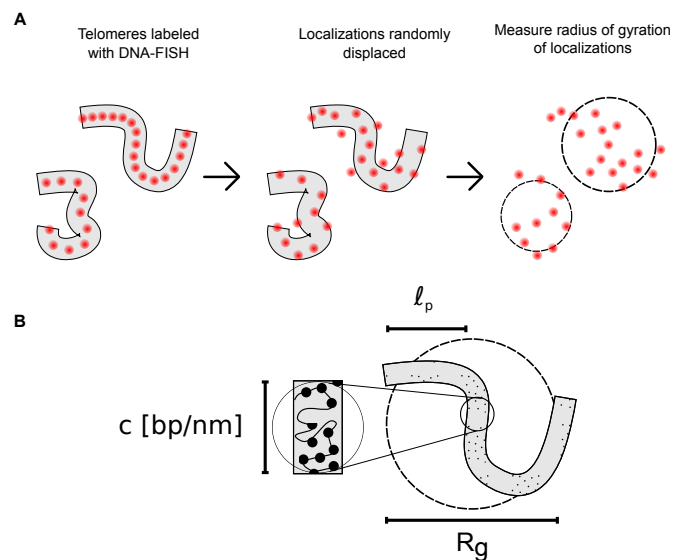 A
Telomeres labeled
with DNA-FISH
Localizations randomly
displaced
Measure radius of gyration
of localizations
B
ℓp
c [bp/nm]
Rg